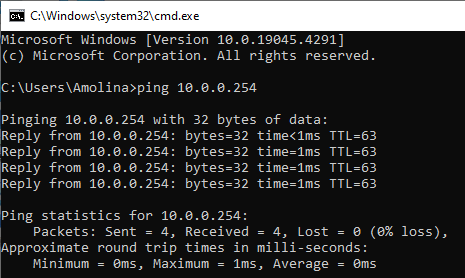 C:\Windows\system32\cmd.exe
Microsoft Windows [Version 10.0.19045.4291]
(c) Microsoft Corporation. All rights reserved.
C:\Users\Amolina>ping 10.0.0.254
Pinging 10.0.0.254 with 32 bytes of data:
Reply from 10.0.0.254: bytes=32 time<1ms TTL=63
Reply from 10.0.0.254: bytes=32 time=1ms TTL=63
Reply from 10.0.0.254: bytes=32 time=1ms TTL=63
Reply from 10.0.0.254: bytes=32 time=1ms TTL=63
Ping statistics for 10.0.0.254:
    Packets: Sent = 4, Received = 4, Lost = 0 (0% loss),
Approximate round trip times in milli-seconds:
    Minimum = 0ms, Maximum = 1ms, Average = 0ms